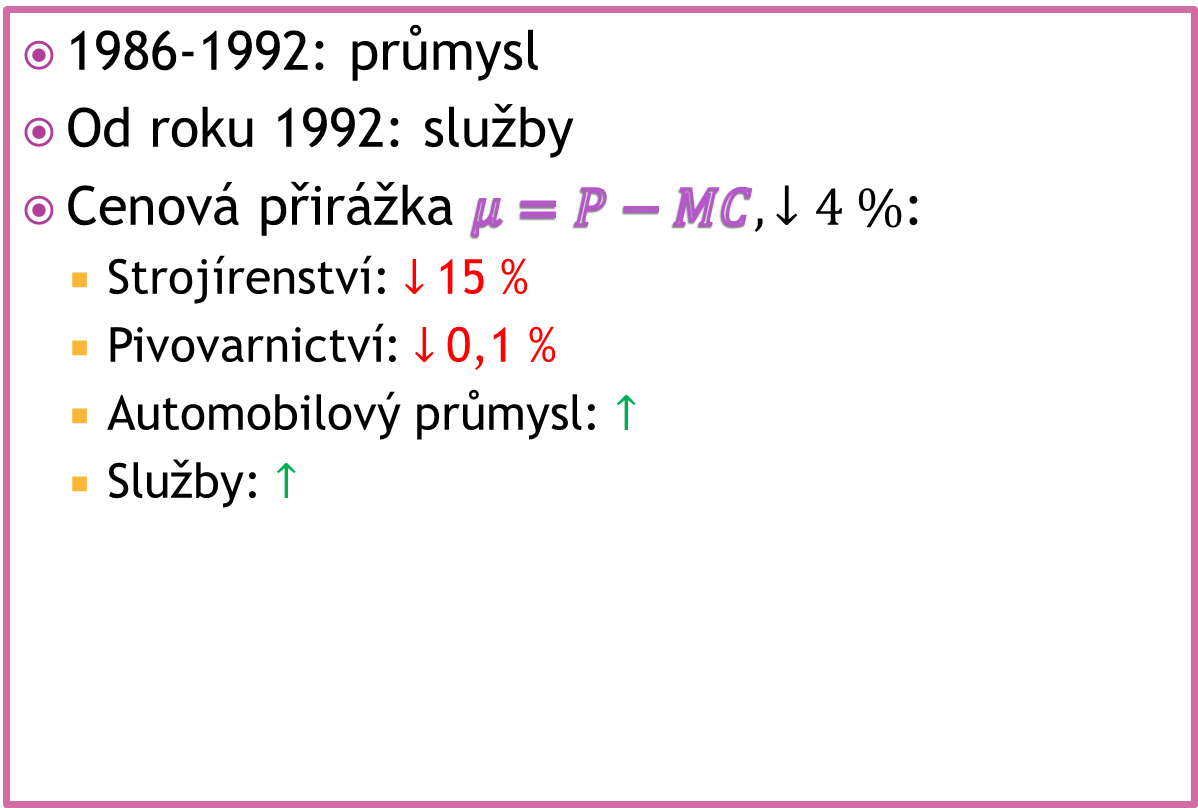 1986-1992: průmysl
Od roku 1992: služby
Cenová přirážka μ = P − MC,↓ 4 %:
Strojírenství: ↓ 15 %
Pivovarnictví: ↓ 0,1 %
Automobilový průmysl: ↑
Služby: ↑